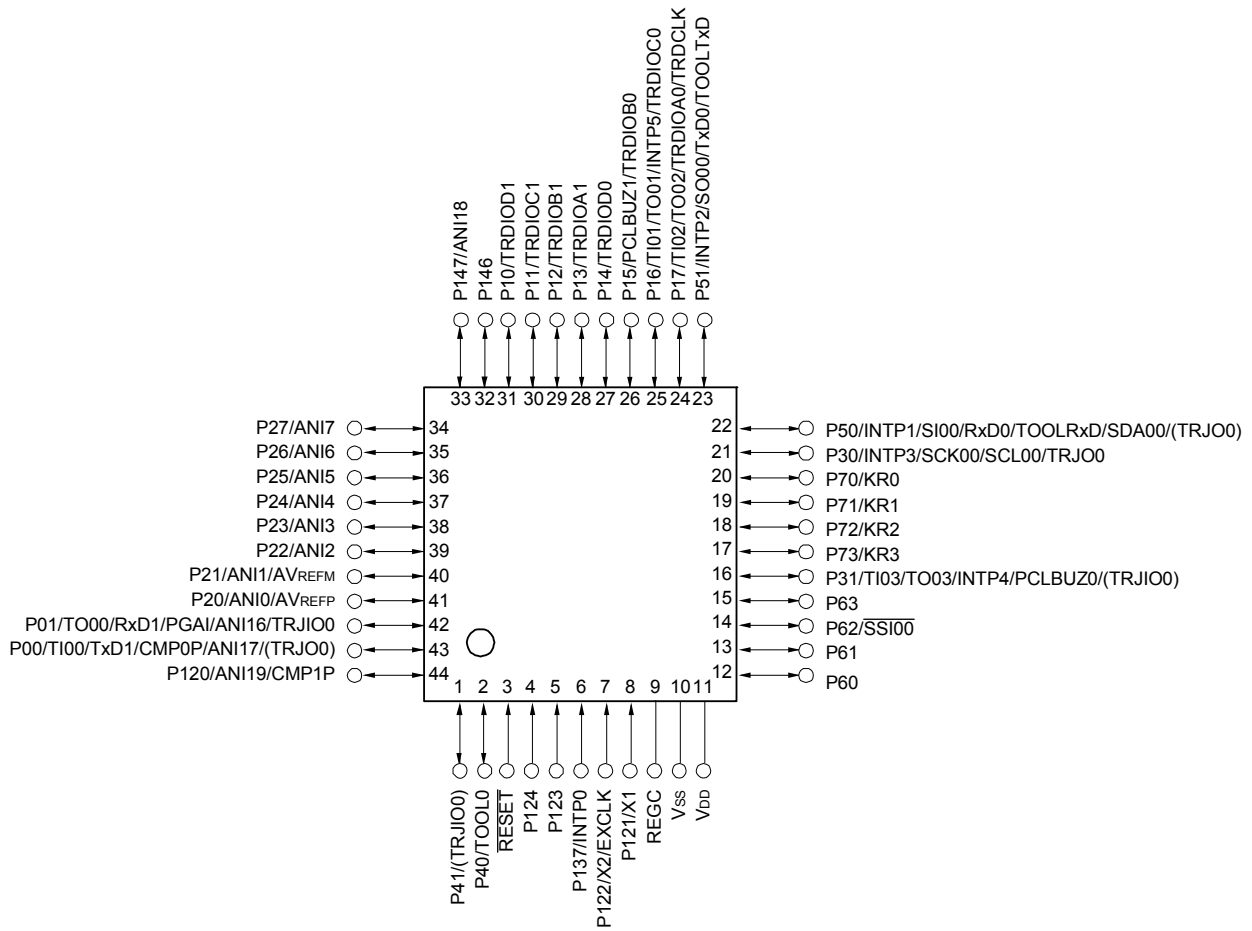 P147/ANI18
P146
P10/TRDIOD1
P11/TRDIOC1
P12/TRDIOB1
P13/TRDIOA1
P14/TRDIOD0
P15/PCLBUZ1/TRDIOB0
P16/TI01/TO01/INTP5/TRDIOC0
P17/TI02/TO02/TRDIOA0/TRDCLK
P51/INTP2/SO00/TxD0/TOOLTxD
33 32 31 30 29 28 27 26 25 24 23
P27/ANI7 34
P26/ANI6 35
P25/ANI5 36
P24/ANI4 37
P23/ANI3 38
P22/ANI2 39
P21/ANI1/AVREFM 40
P20/ANI0/AVREFP 41
P01/TO00/RxD1/PGAI/ANI16/TRJIO0 42
P00/TI00/TxD1/CMP0P/ANI17/(TRJO0) 43
P120/ANI19/CMP1P 44
22 P50/INTP1/SI00/RxD0/TOOLRxD/SDA00/(TRJO0)
21 P30/INTP3/SCK00/SCL00/TRJO0
20 P70/KR0
19 P71/KR1
18 P72/KR2
17 P73/KR3
16 P31/TI03/TO03/INTP4/PCLBUZ0/(TRJIO0)
15 P63
14 P62/SSI00
13 P61
12 P60
1 2 3 4 5 6 7 8 9 10 11
P41/(TRJIO0)
P40/TOOL0
RESET
P124
P123
P137/INTP0
P122/X2/EXCLK
P121/X1
REGC
VSS
VDD